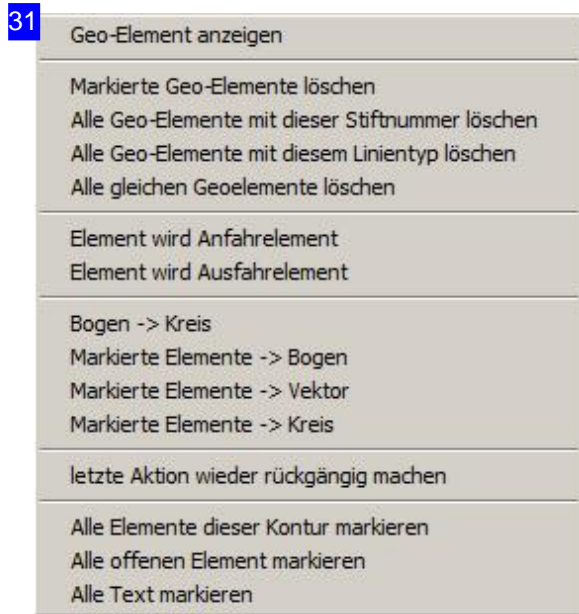 31
Geo-Element anzeigen
Markierte Geo-Elemente löschen
Alle Geo-Elemente mit dieser Stiftnummer löschen
Alle Geo-Elemente mit diesem Linientyp löschen
Alle gleichen Geoelemente löschen
Element wird Anfahrelement
Element wird Ausfahrelement
Bogen -> Kreis
Markierte Elemente -> Bogen
Markierte Elemente -> Vektor
Markierte Elemente -> Kreis
letzte Aktion wieder rückgängig machen
Alle Elemente dieser Kontur markieren
Alle offenen Element markieren
Alle Text markieren